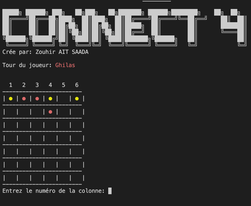 CONNECT 4
Crée par: Zouhir AIT SAADA
Tour du joueur: Ghilas
1 2 3 4 5 6
Entrez le numéro de la colonne: